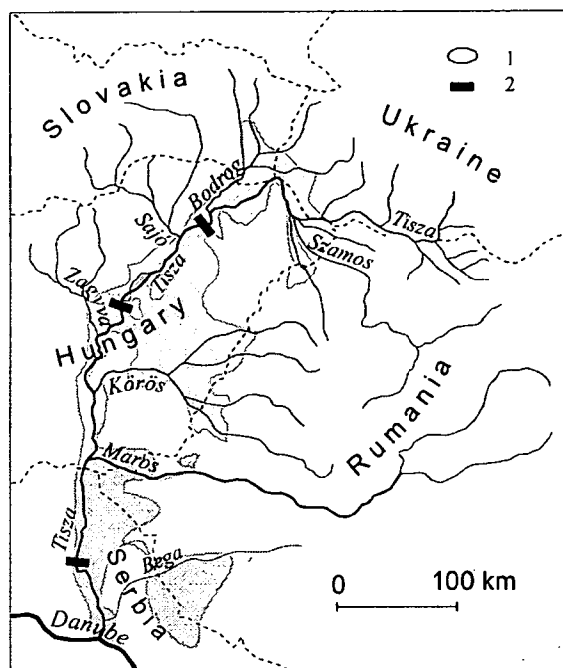 1
2
Slovakia
Ukraine
Bodrog
Sajó
Tisza
Szamos
Tisza
Zagyva
Hungary
Körös
Rumania
Maros
Tisza
Serbia
Bega
0 100 km
Danube